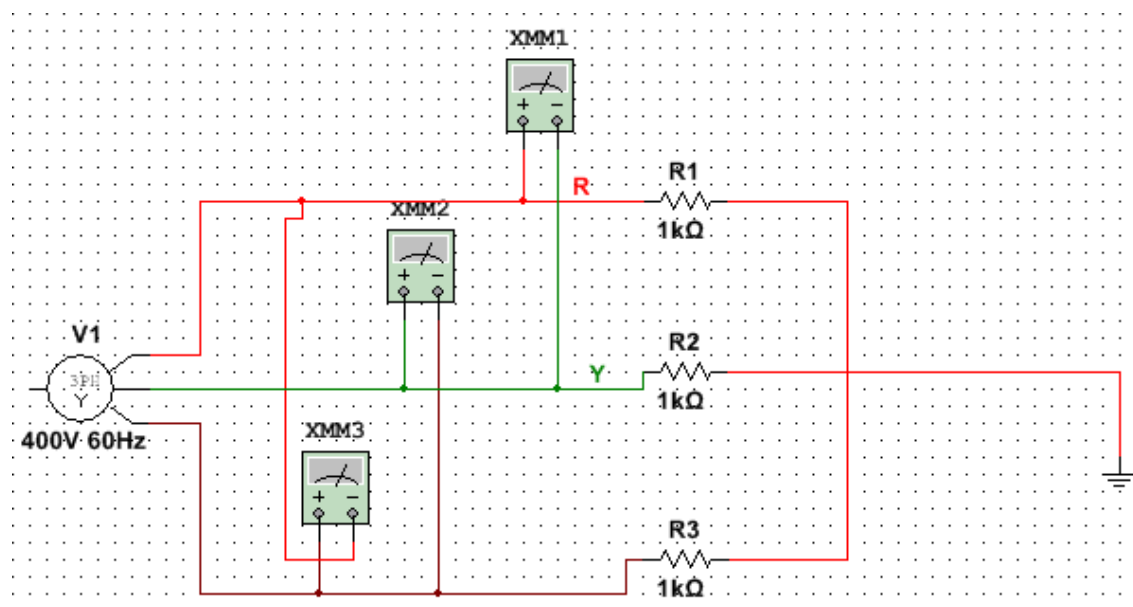 XMM1
+ −
R
R1
1kΩ
XMM2
+ −
V1
3PH
Y
400V 60Hz
Y
R2
1kΩ
XMM3
+ −
R3
1kΩ